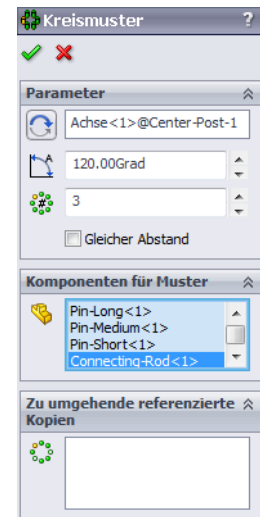 Kreismuster ?
Parameter
Achse<1>@Center-Post-1
120.00Grad
3
Gleicher Abstand
Komponenten für Muster
Pin-Long<1>
Pin-Medium<1>
Pin-Short<1>
Connecting-Rod<1>
Zu umgehende referenzierte
Kopien